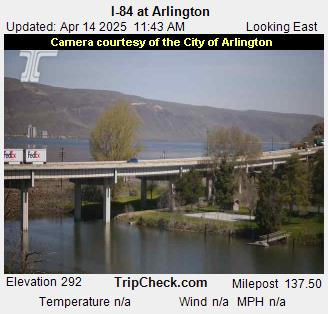 I-84 at Arlington
Updated: Apr 14 2025 11:43 AM Looking East
Camera courtesy of the City of Arlington
FedEx FedEx
Elevation 292 TripCheck.com Milepost 137.50
Temperature n/a Wind n/a MPH n/a